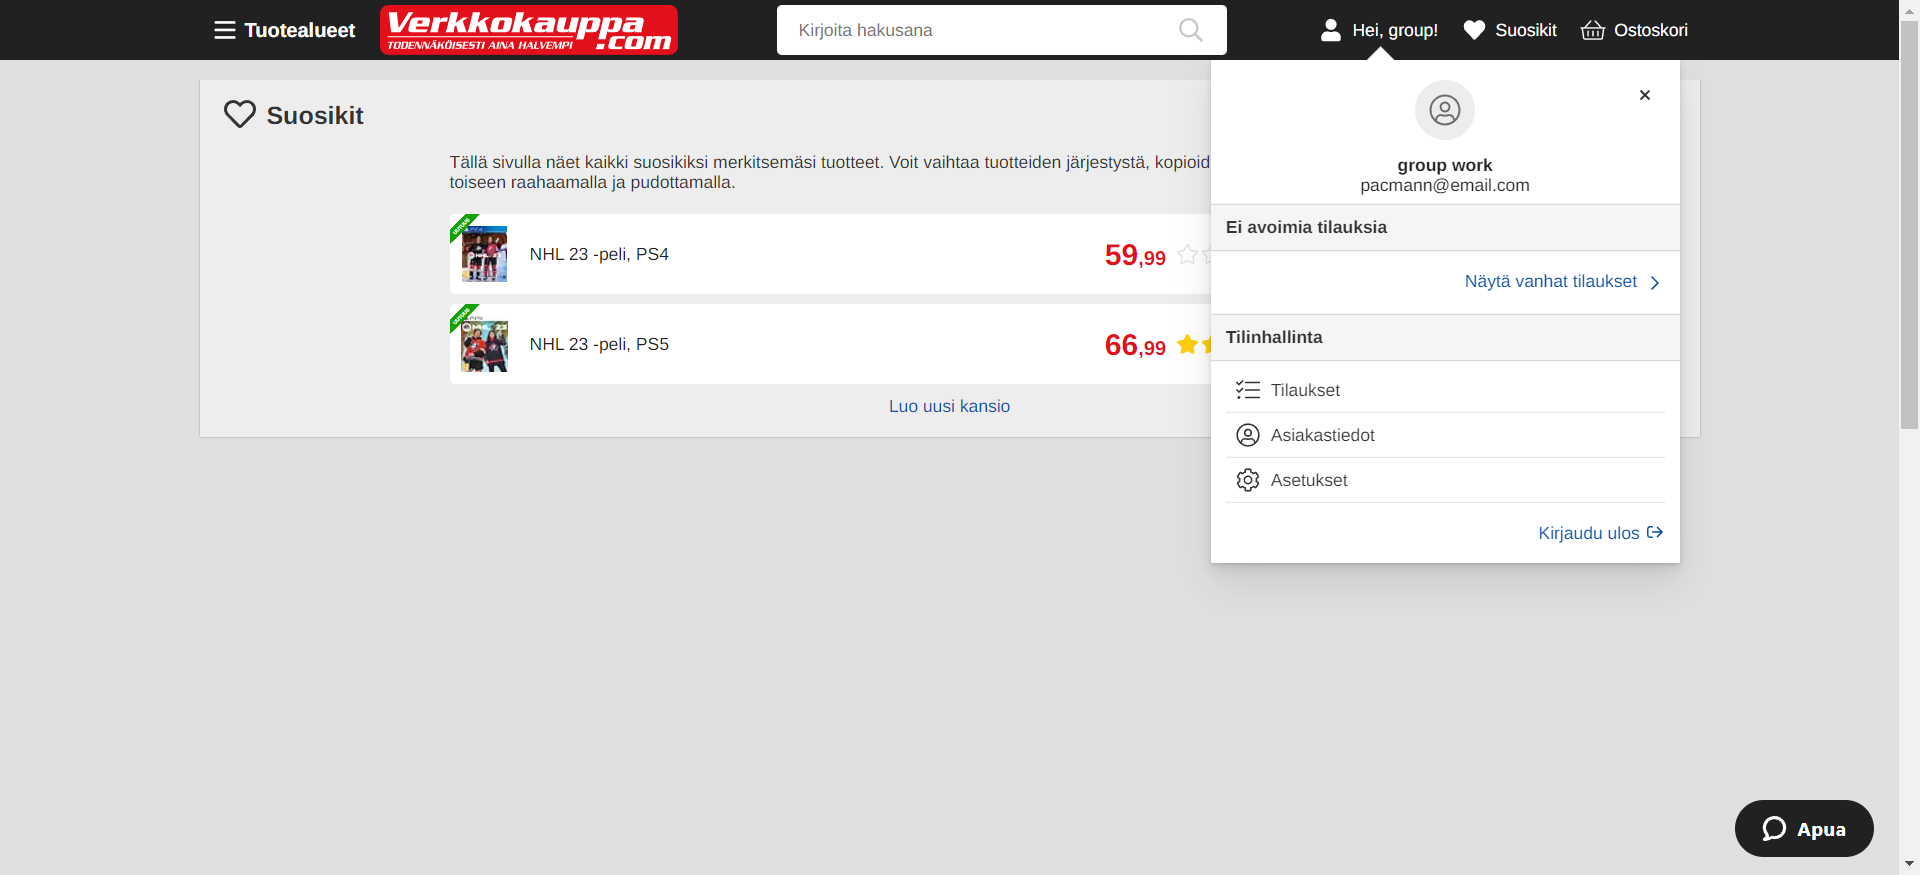 Tuotealueet
Verkkokauppa
TODENNÄKÖISESTI AINA HALVEMPI
.com
Kirjoita hakusana
Hei, group!
Suosikit
Ostoskori
Suosikit
Tällä sivulla näet kaikki suosikiksi merkitsemäsi tuotteet. Voit vaihtaa tuotteiden järjestystä, kopioid
toiseen raahaamalla ja pudottamalla.
UUTUUS
NHL 23 -peli, PS4
59,99
UUTUUS
NHL 23 -peli, PS5
66,99
Luo uusi kansio
group work
pacmann@email.com
Ei avoimia tilauksia
Näytä vanhat tilaukset
Tilinhallinta
Tilaukset
Asiakastiedot
Asetukset
Kirjaudu ulos
Apua